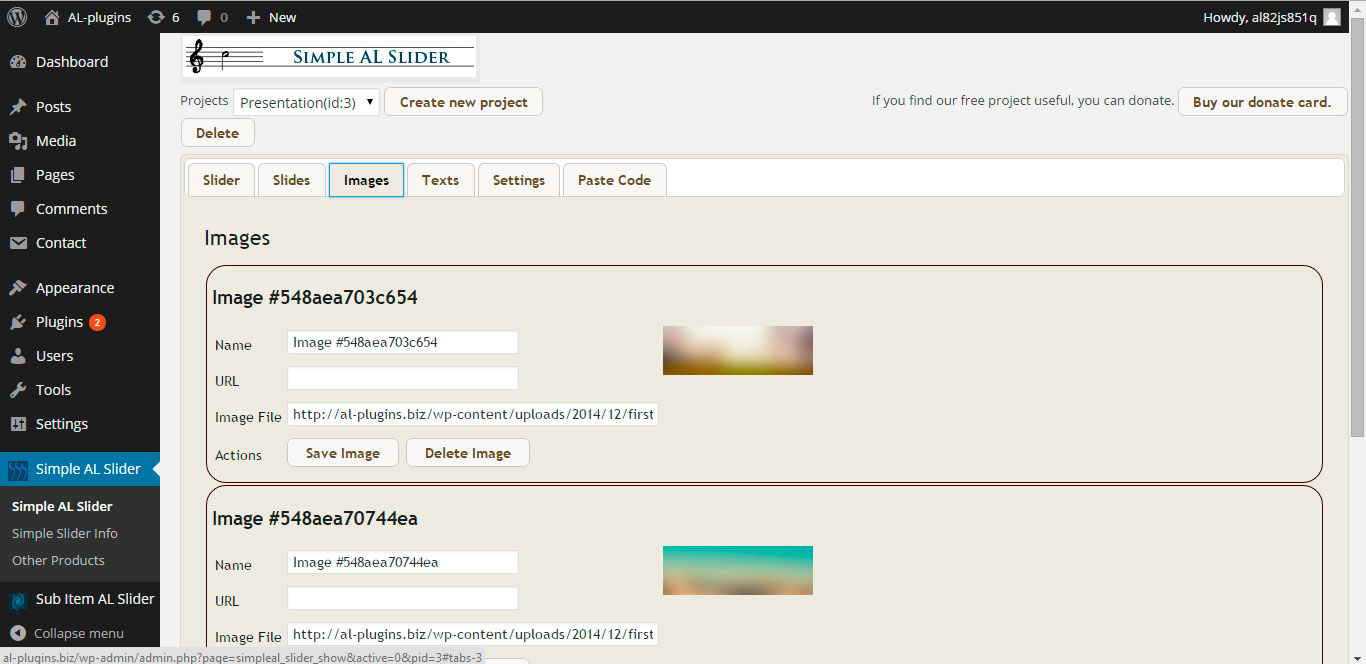 AL-plugins 6 0 + New Howdy, al82js851q
Dashboard
Posts
Media
Pages
Comments
Contact
Appearance
Plugins 2
Users
Tools
Settings
Simple AL Slider
Simple AL Slider
Simple Slider Info
Other Products
Sub Item AL Slider
Collapse menu
Simple AL Slider
Projects Presentation(id:3) Create new project
If you find our free project useful, you can donate. Buy our donate card.
Delete
Slider Slides Images Texts Settings Paste Code
Images
Image #548aea703c654
Name Image #548aea703c654
URL
Image File http://al-plugins.biz/wp-content/uploads/2014/12/first
Actions Save Image Delete Image
Image #548aea70744ea
Name Image #548aea70744ea
URL
Image File http://al-plugins.biz/wp-content/uploads/2014/12/first
al-plugins.biz/wp-admin/admin.php?page=simpleal_slider_show&active=0&pid=3#tabs-3